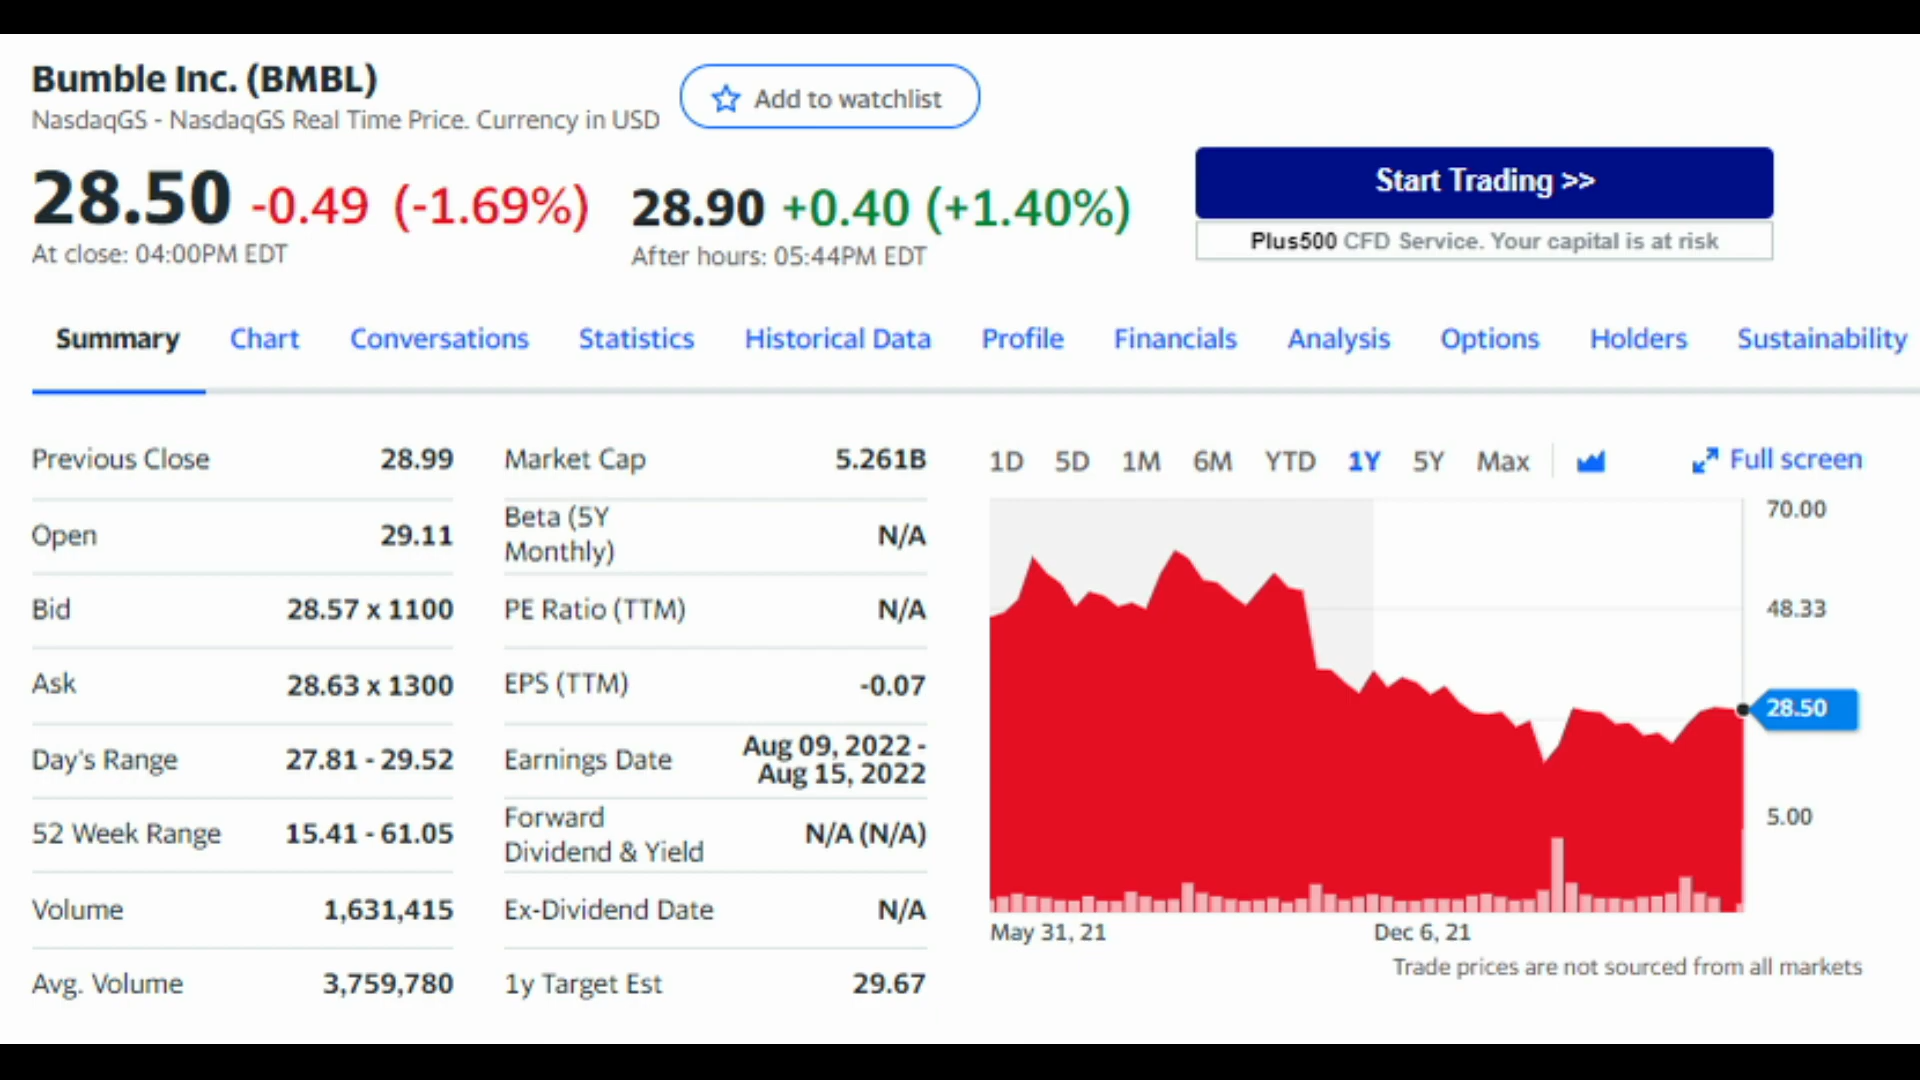 Bumble Inc. (BMBL)
Add to watchlist
NasdaqGS - NasdaqGS Real Time Price. Currency in USD
28.50 -0.49 (-1.69%) 28.90 +0.40 (+1.40%)
At close: 04:00PM EDT After hours: 05:44PM EDT
Start Trading >>
Plus500 CFD Service. Your capital is at risk
Summary Chart Conversations Statistics Historical Data Profile Financials Analysis Options Holders Sustainability
Previous Close 28.99
Open 29.11
Bid 28.57 x 1100
Ask 28.63 x 1300
Day's Range 27.81 - 29.52
52 Week Range 15.41 - 61.05
Volume 1,631,415
Avg. Volume 3,759,780
Market Cap 5.261B
Beta (5Y
Monthly) N/A
PE Ratio (TTM) N/A
EPS (TTM) -0.07
Earnings Date Aug 09, 2022 -
Aug 15, 2022
Forward
Dividend & Yield N/A (N/A)
Ex-Dividend Date N/A
1y Target Est 29.67
1D 5D 1M 6M YTD 1Y 5Y Max Full screen
70.00
48.33
28.50
5.00
May 31, 21 Dec 6, 21
Trade prices are not sourced from all markets